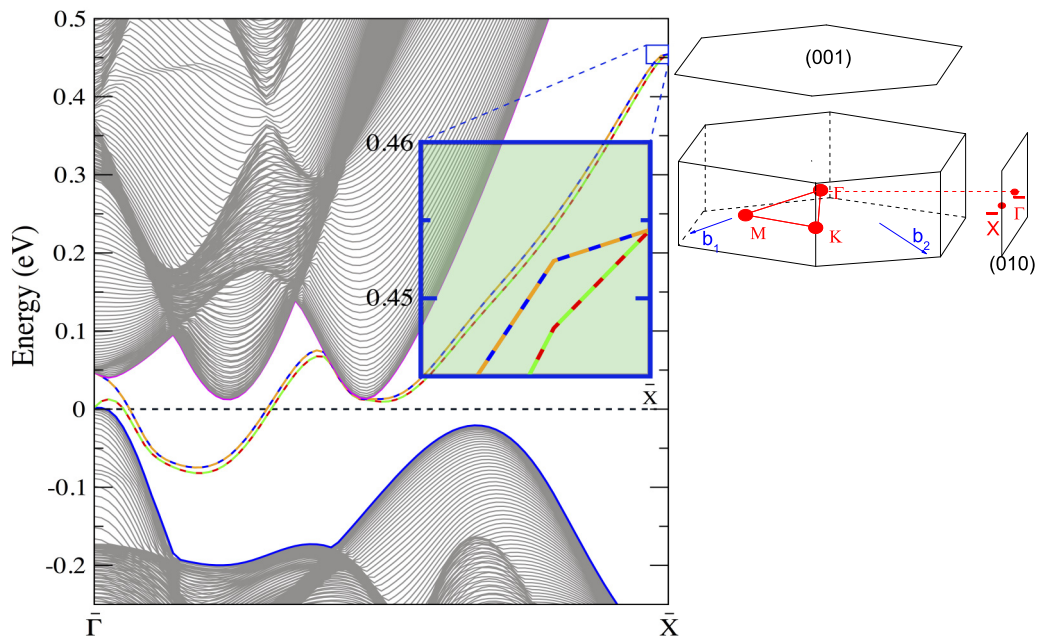 0.5
0.4
0.3
0.2
0.1
0
-0.1
-0.2
Energy (eV)
Γ̄
X̄
0.46
0.45
X̄
(001)
Γ
M
K
b1
b2
Γ̄
X̄
(010)